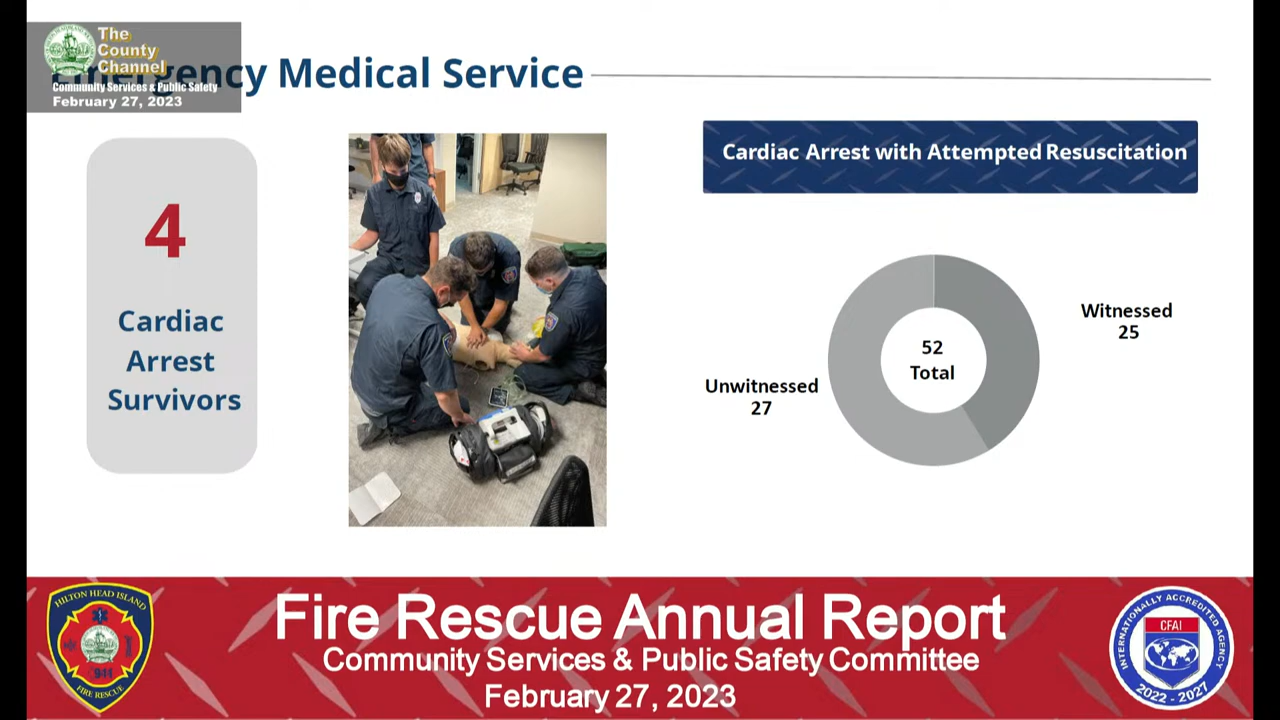 The
County
Channel
Community Services & Public Safety
February 27, 2023
Emergency Medical Service
4
Cardiac
Arrest
Survivors
Cardiac Arrest with Attempted Resuscitation
Witnessed
25
52
Total
Unwitnessed
27
HILTON HEAD ISLAND
911
FIRE RESCUE
Fire Rescue Annual Report
Community Services & Public Safety Committee
February 27, 2023
INTERNATIONALLY ACCREDITED AGENCY
CFAI
2022 - 2027